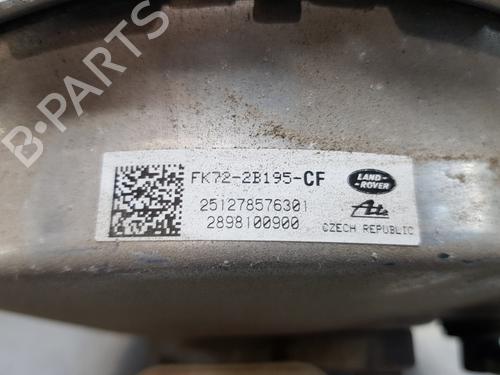 B-PARTS
FK72-2B195-CF
LAND-
ROVER
251278576301
Ate
2898100900
CZECH REPUBLIC